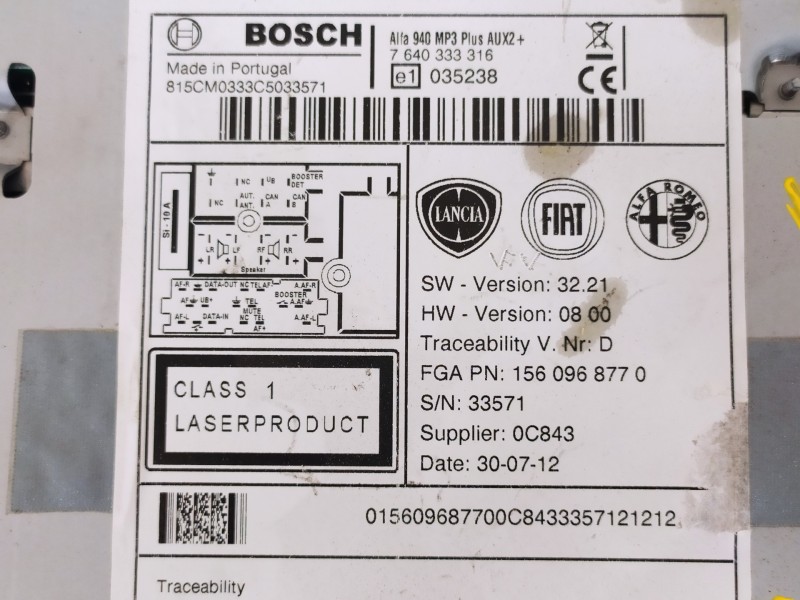 BOSCH
Alfa 940 MP3 Plus AUX2+
7 640 333 316
Made in Portugal
815CM0333C5033571
e1 035238
CE
NC UB BOOSTER DET
NC AUT. ANT. CAN A CAN B
SI - 19 A
LR LF RF RR
Speaker
AF-R DATA-OUT NC TEL AF/ A.AF-R
AF UB+ TEL BOOSTER A.AF
AF-L DATA-IN MUTE NC TEL AF+ A.AF-L
LANCIA
FIAT
ALFA ROMEO
SW - Version: 32.21
HW - Version: 08 00
Traceability V. Nr: D
FGA PN: 156 096 877 0
S/N: 33571
Supplier: 0C843
Date: 30-07-12
CLASS 1
LASERPRODUCT
015609687700C8433357121212
Traceability